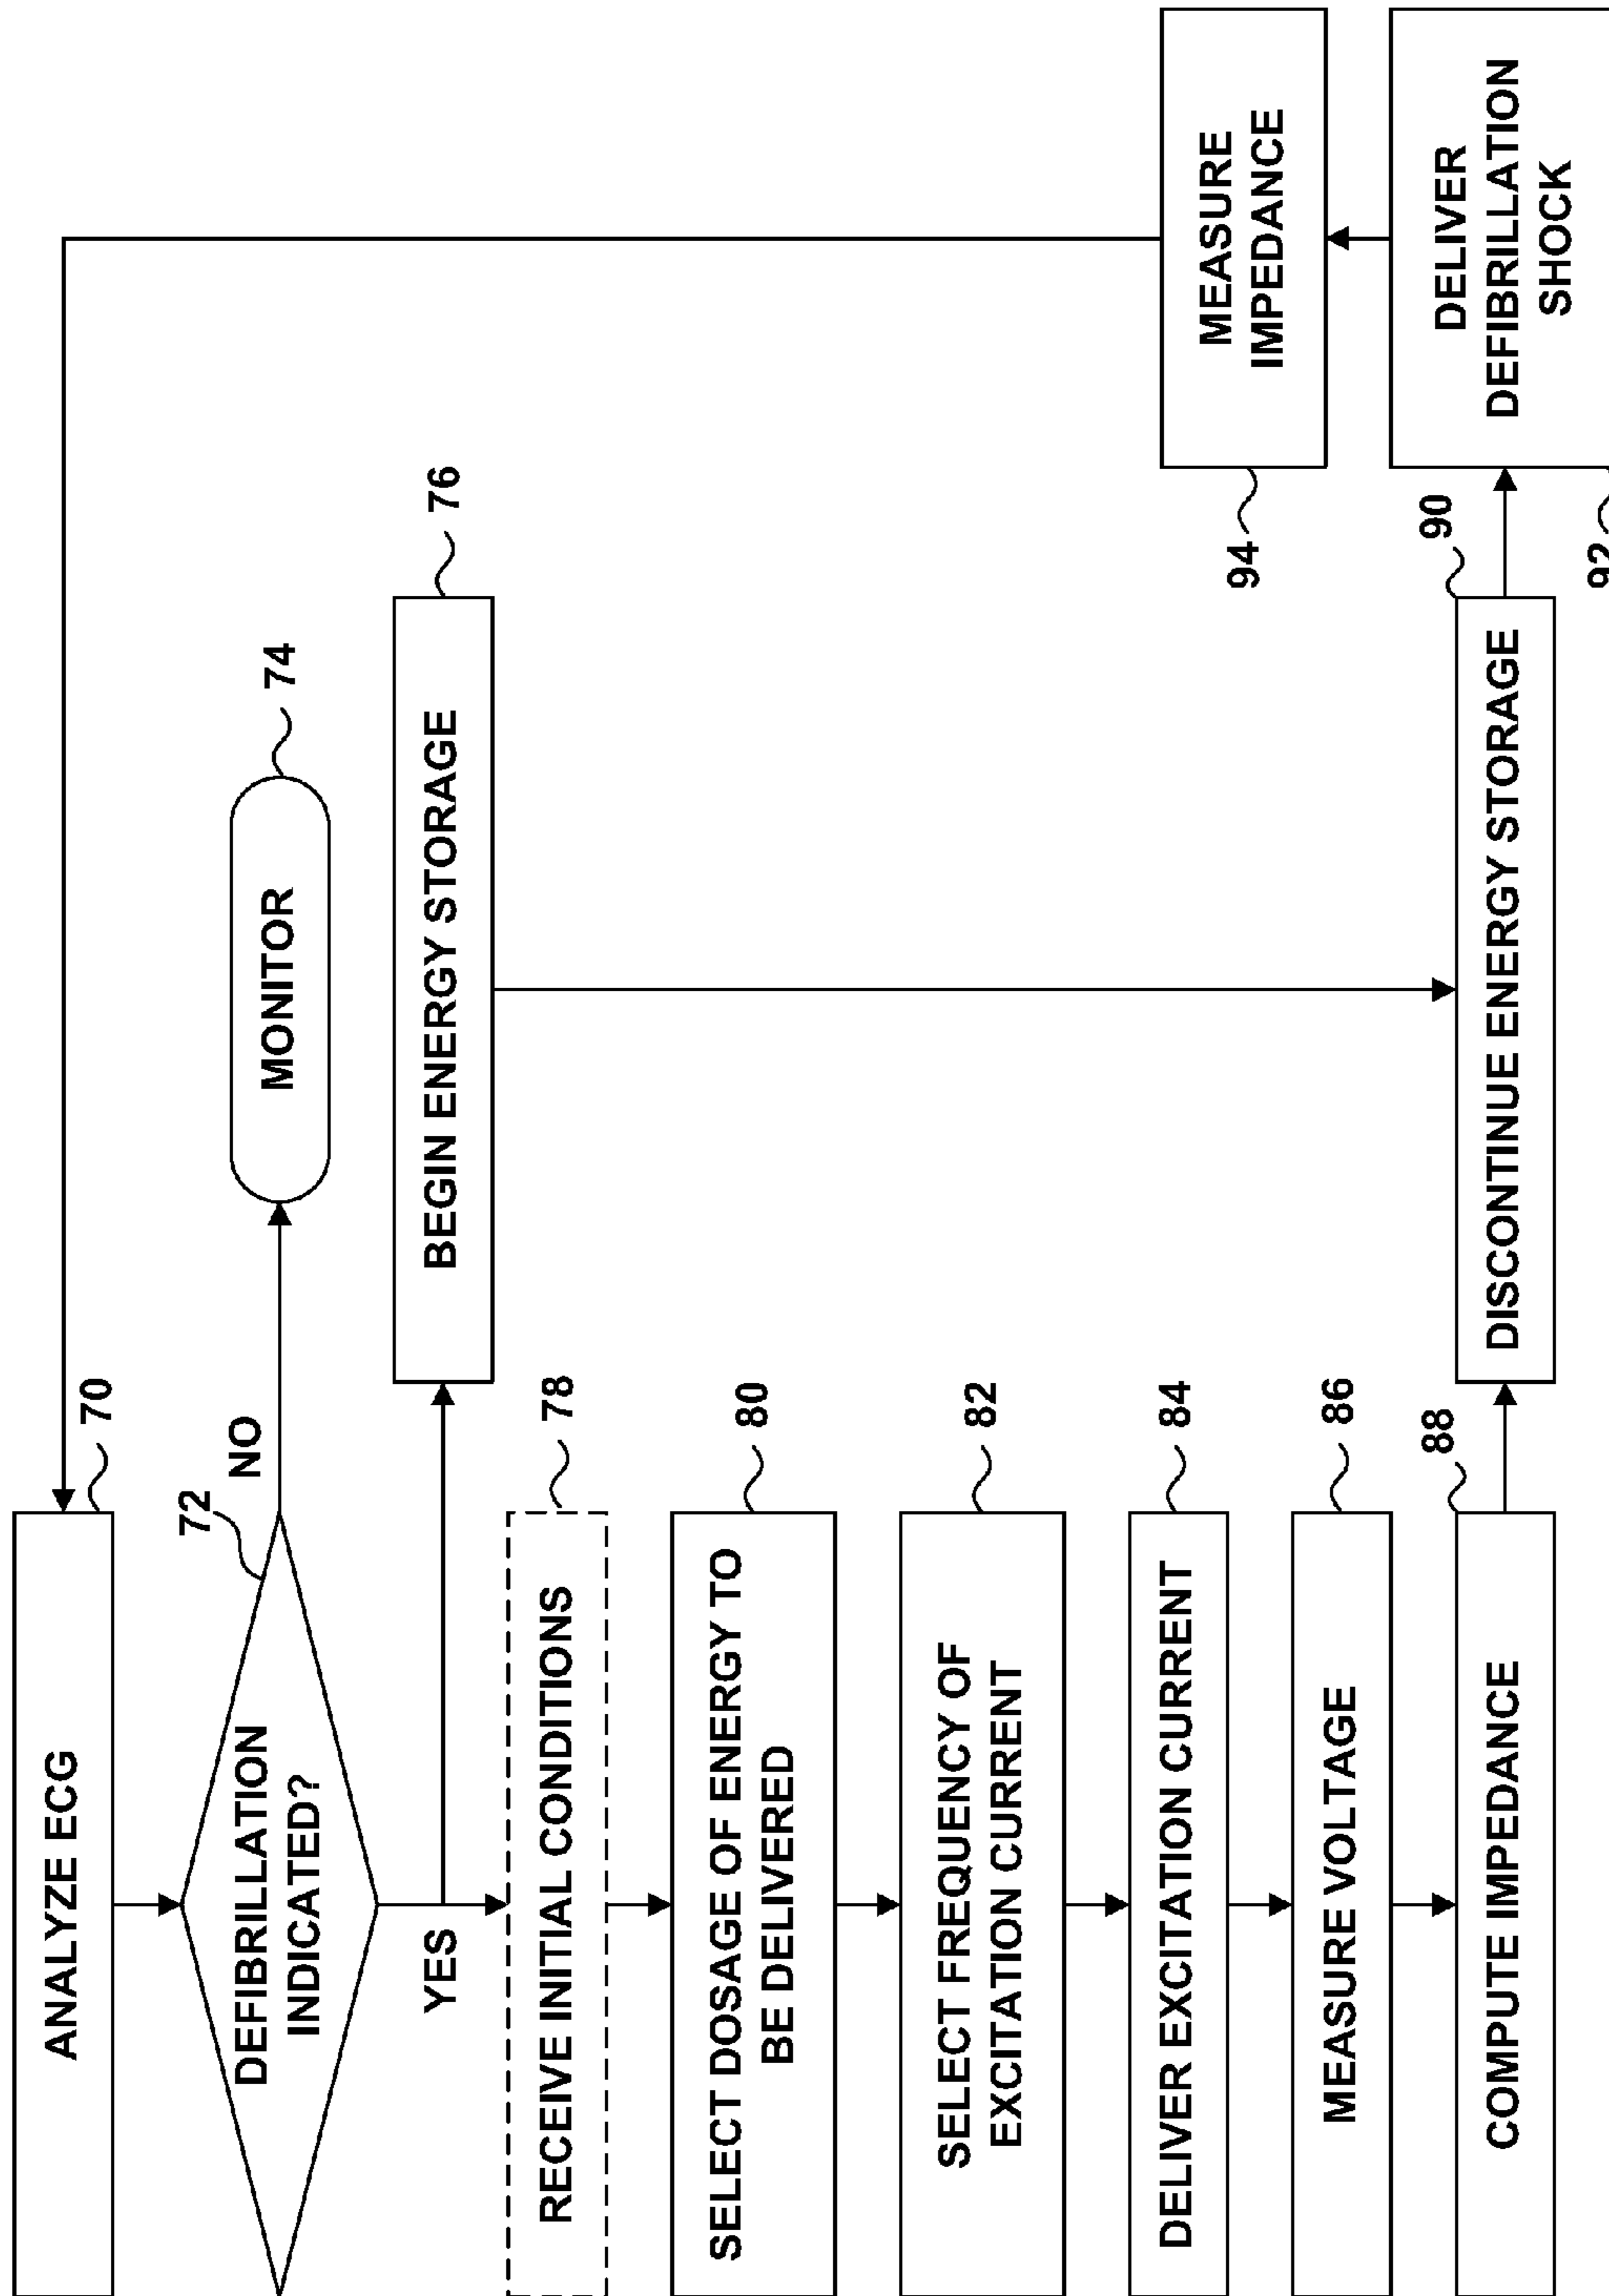 ANALYZE ECG
70
72
DEFIBRILLATION
INDICATED?
NO
MONITOR
74
YES
BEGIN ENERGY STORAGE
76
RECEIVE INITIAL CONDITIONS
78
SELECT DOSAGE OF ENERGY TO
BE DELIVERED
80
SELECT FREQUENCY OF
EXCITATION CURRENT
82
DELIVER EXCITATION CURRENT
84
MEASURE VOLTAGE
86
COMPUTE IMPEDANCE
88
DISCONTINUE ENERGY STORAGE
90
DELIVER
DEFIBRILLATION
SHOCK
92
MEASURE
IMPEDANCE
94